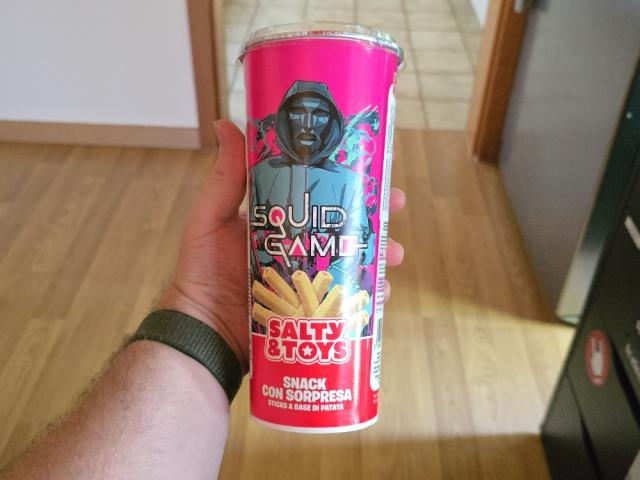 SQUID
GAME
SALTY
&TOYS
SNACK
CON SORPRESA
STICKS A BASE DI PATATA